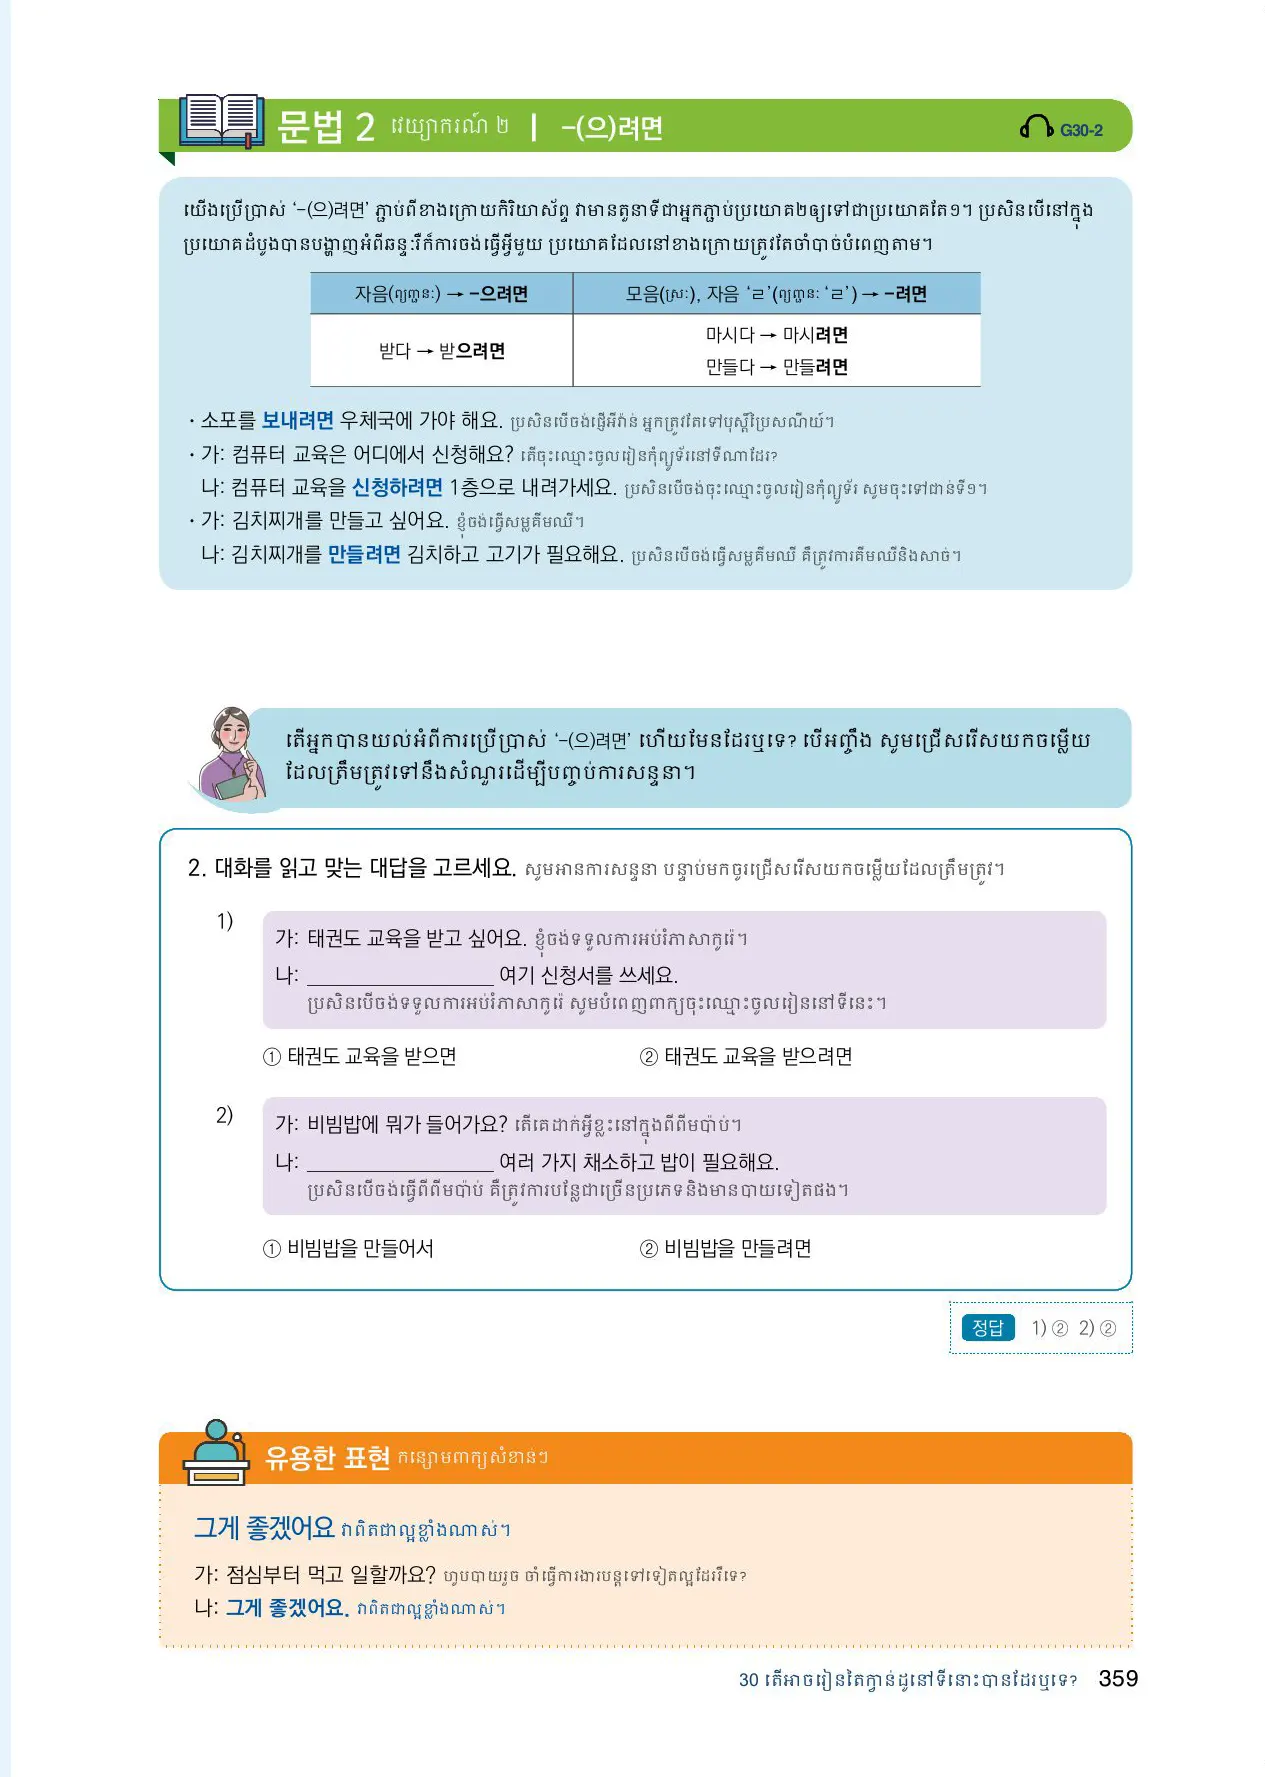 문법 2 វេយ្យាករណ៍ ២ | -(으)려면 G30-2
យើងប្រើប្រាស់ ‘-(으)려면’ ភ្ជាប់ពីខាងក្រោយកិរិយាស័ព្ទ វាមានតួនាទីជាអ្នកភ្ជាប់ប្រយោគ២ឲ្យទៅជាប្រយោគតែ១។ ប្រសិនបើនៅក្នុង
ប្រយោគដំបូងបានបង្ហាញអំពីឆន្ទៈរឺក៏ការចង់ធ្វើអ្វីមួយ ប្រយោគដែលនៅខាងក្រោយត្រូវតែចាំបាច់បំពេញតាម។
자음(ព្យញ្ជនៈ) → -으려면 모음(ស្រៈ), 자음 ‘ㄹ’(ព្យញ្ជនៈ ‘ㄹ’) → -려면
받다 → 받으려면
마시다 → 마시려면
만들다 → 만들려면
· 소포를 보내려면 우체국에 가야 해요. ប្រសិនបើចង់ផ្ញើអីវ៉ាន់ អ្នកត្រូវតែទៅប៉ុស្តិ៍ប្រៃសណីយ៍។
· 가: 컴퓨터 교육은 어디에서 신청해요? តើចុះឈ្មោះចូលរៀនកុំព្យូទ័រនៅទីណាដែរ?
나: 컴퓨터 교육을 신청하려면 1층으로 내려가세요. ប្រសិនបើចង់ចុះឈ្មោះចូលរៀនកុំព្យូទ័រ សូមចុះទៅជាន់ទី១។
· 가: 김치찌개를 만들고 싶어요. ខ្ញុំចង់ធ្វើសម្លគីមឈី។
나: 김치찌개를 만들려면 김치하고 고기가 필요해요. ប្រសិនបើចង់ធ្វើសម្លគីមឈី គឺត្រូវការគីមឈីនិងសាច់។
តើអ្នកបានយល់អំពីការប្រើប្រាស់ ‘-(으)려면’ ហើយមែនដែរឬទេ? បើអញ្ចឹង សូមជ្រើសរើសយកចម្លើយ
ដែលត្រឹមត្រូវទៅនឹងសំណួរដើម្បីបញ្ចប់ការសន្ទនា។
2. 대화를 읽고 맞는 대답을 고르세요. សូមអានការសន្ទនា បន្ទាប់មកចូរជ្រើសរើសយកចម្លើយដែលត្រឹមត្រូវ។
1)
가: 태권도 교육을 받고 싶어요. ខ្ញុំចង់ទទួលការអប់រំភាសាកូរ៉េ។
나: ____________ 여기 신청서를 쓰세요.
ប្រសិនបើចង់ទទួលការអប់រំភាសាកូរ៉េ សូមបំពេញពាក្យចុះឈ្មោះចូលរៀននៅទីនេះ។
① 태권도 교육을 받으면 ② 태권도 교육을 받으려면
2)
가: 비빔밥에 뭐가 들어가요? តើគេដាក់អ្វីខ្លះនៅក្នុងពីពីមប៉ាប់។
나: ____________ 여러 가지 채소하고 밥이 필요해요.
ប្រសិនបើចង់ធ្វើពីពីមប៉ាប់ គឺត្រូវការបន្លែជាច្រើនប្រភេទនិងមានបាយទៀតផង។
① 비빔밥을 만들어서 ② 비빔밥을 만들려면
정답 1) ② 2) ②
유용한 표현 កន្សោមពាក្យសំខាន់ៗ
그게 좋겠어요 វាពិតជាល្អខ្លាំងណាស់។
가: 점심부터 먹고 일할까요? ហូបបាយរួច ចាំធ្វើការងារបន្តទៅទៀតល្អដែររឺទេ?
나: 그게 좋겠어요. វាពិតជាល្អខ្លាំងណាស់។
30 តើអាចរៀនតៃក្វាន់ដូនៅទីនោះបានដែរឬទេ? 359